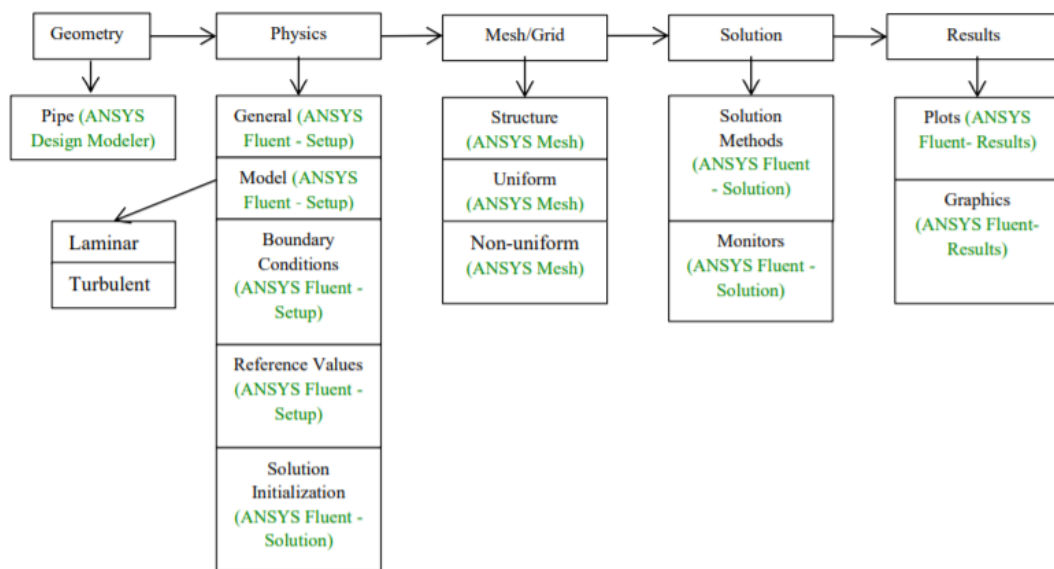 Geometry
Physics
Mesh/Grid
Solution
Results
Pipe (ANSYS
Design Modeler)
General (ANSYS
Fluent - Setup)
Model (ANSYS
Fluent - Setup)
Boundary
Conditions
(ANSYS Fluent -
Setup)
Reference Values
(ANSYS Fluent -
Setup)
Solution
Initialization
(ANSYS Fluent -
Solution)
Laminar
Turbulent
Structure
(ANSYS Mesh)
Uniform
(ANSYS Mesh)
Non-uniform
(ANSYS Mesh)
Solution
Methods
(ANSYS Fluent
- Solution)
Monitors
(ANSYS Fluent -
Solution)
Plots (ANSYS
Fluent- Results)
Graphics
(ANSYS Fluent-
Results)